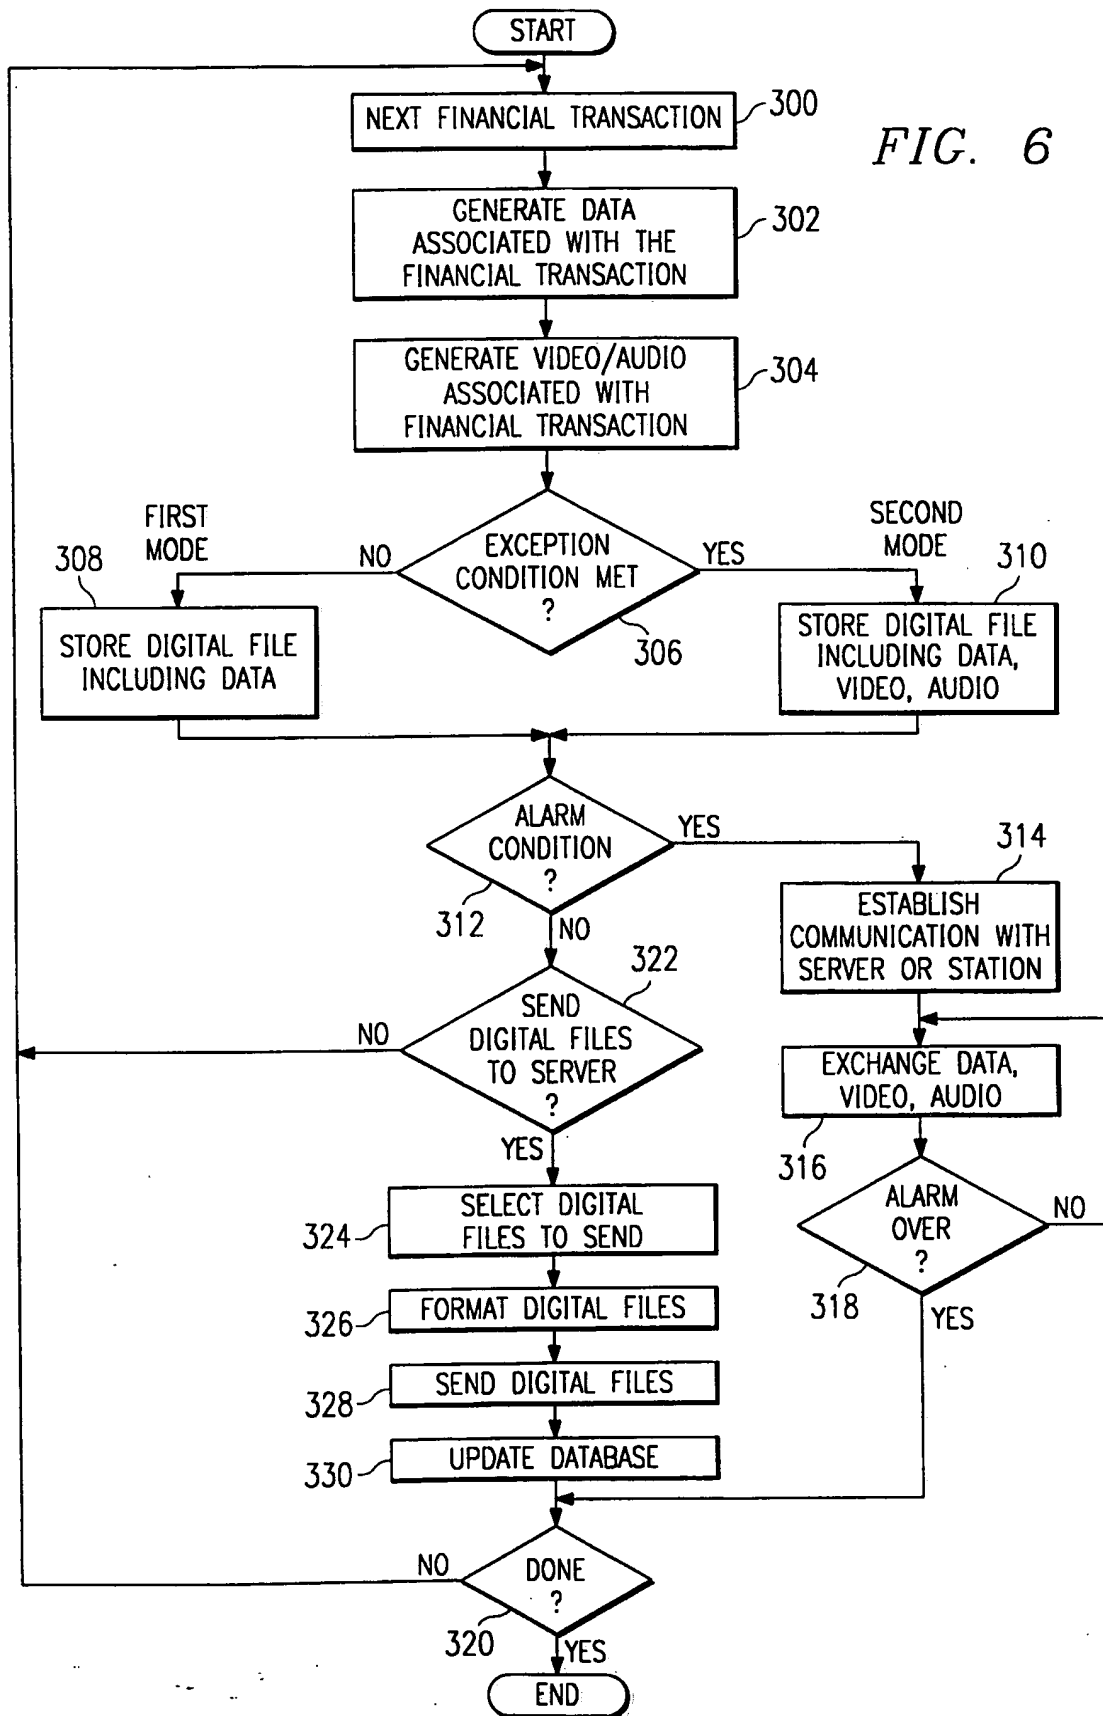 START
NEXT FINANCIAL TRANSACTION
300
FIG. 6
GENERATE DATA
ASSOCIATED WITH THE
FINANCIAL TRANSACTION
302
GENERATE VIDEO/AUDIO
ASSOCIATED WITH
FINANCIAL TRANSACTION
304
FIRST
MODE
SECOND
MODE
308
NO
EXCEPTION
CONDITION MET
?
YES
306
310
STORE DIGITAL FILE
INCLUDING DATA
STORE DIGITAL FILE
INCLUDING DATA,
VIDEO, AUDIO
ALARM
CONDITION
?
YES
312
NO
314
ESTABLISH
COMMUNICATION WITH
SERVER OR STATION
322
SEND
DIGITAL FILES
TO SERVER
?
NO
YES
EXCHANGE DATA,
VIDEO, AUDIO
316
ALARM
OVER
?
NO
318
YES
324
SELECT DIGITAL
FILES TO SEND
326
FORMAT DIGITAL FILES
328
SEND DIGITAL FILES
330
UPDATE DATABASE
NO
DONE
?
320
YES
END